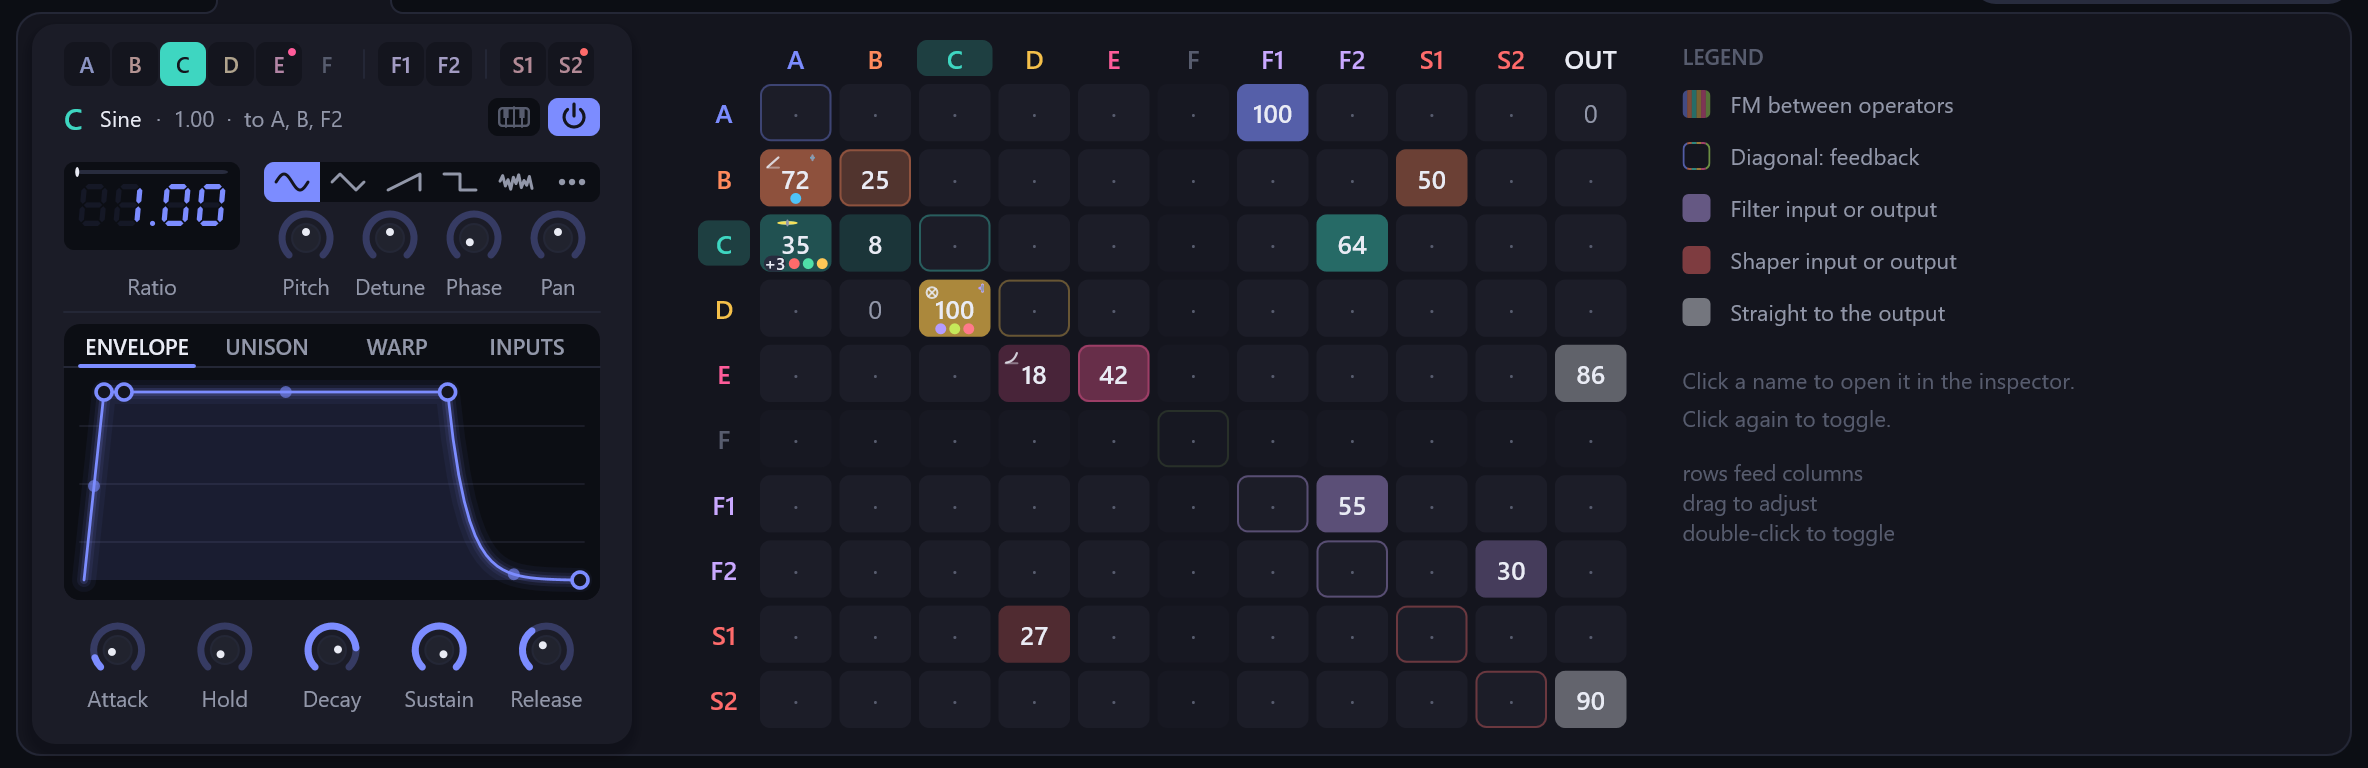 A B C D E F F1 F2 S1 S2
C Sine · 1.00 · to A, B, F2
1.00
Ratio Pitch Detune Phase Pan
ENVELOPE UNISON WARP INPUTS
Attack Hold Decay Sustain Release
A B C D E F F1 F2 S1 S2 OUT
A 100 0
B 72 25 50
C 35 8 64
+3
D 0 100
E 18 42 86
F
F1 55
F2 30
S1 27
S2 90
LEGEND
FM between operators
Diagonal: feedback
Filter input or output
Shaper input or output
Straight to the output
Click a name to open it in the inspector.
Click again to toggle.
rows feed columns
drag to adjust
double-click to toggle